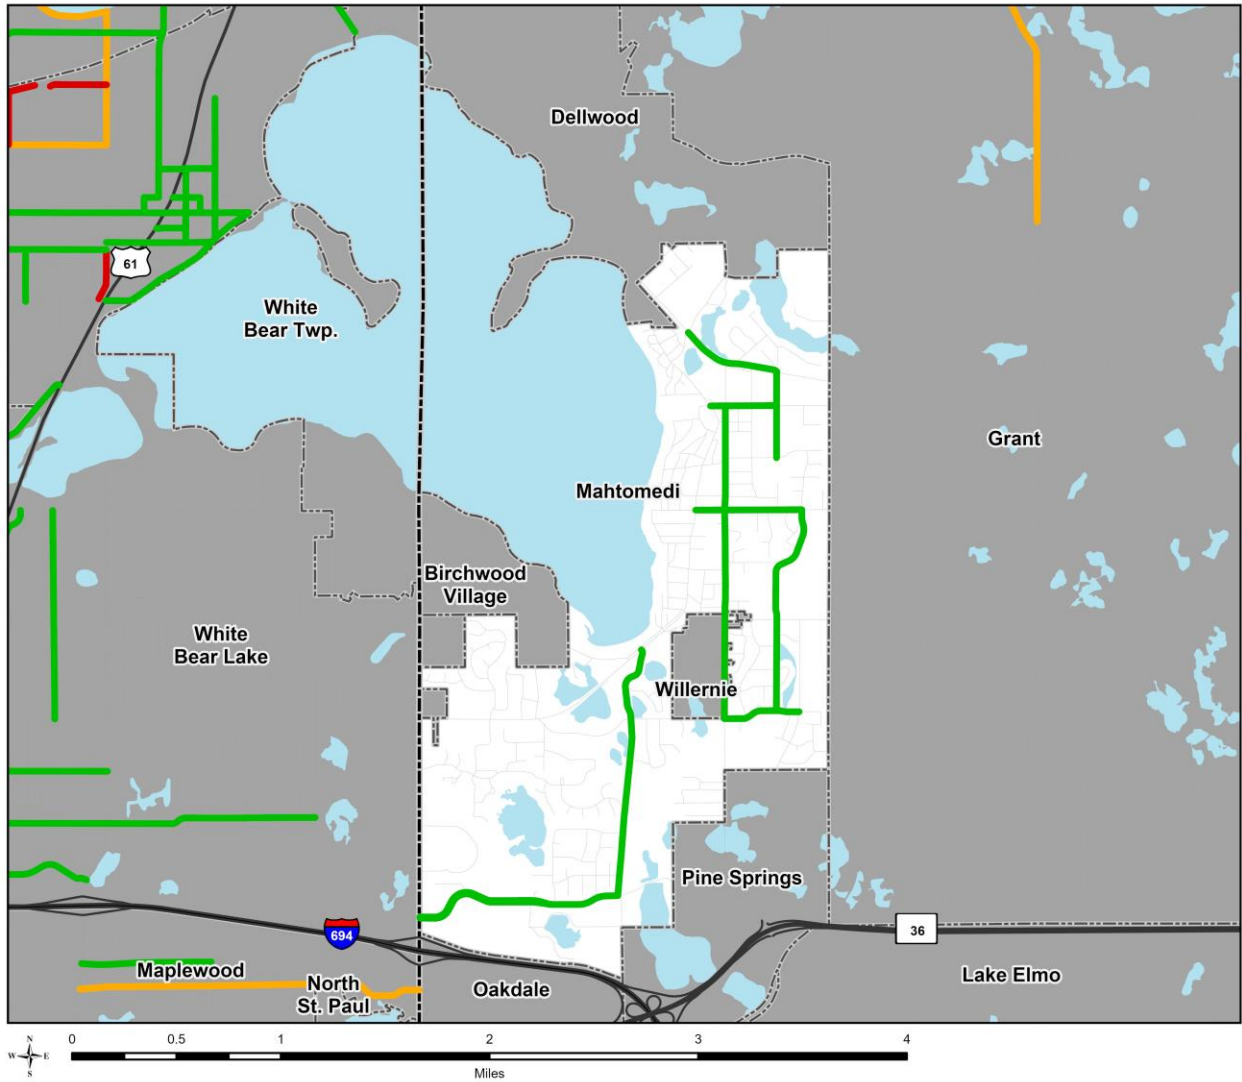 Dellwood
61
White
Bear Twp.
Grant
Mahtomedi
Birchwood
Village
White
Bear Lake
Willernie
Pine Springs
36
694
Maplewood
North
St. Paul
Oakdale
Lake Elmo
N
W E
S
0 0.5 1 2 3 4
Miles